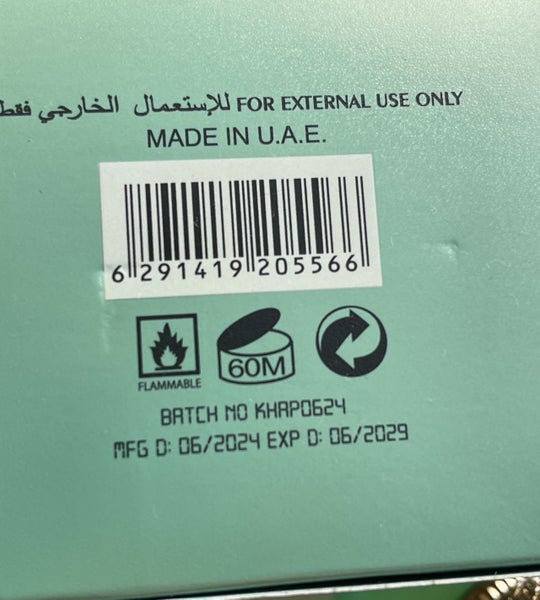 للإستعمال الخارجي فقط FOR EXTERNAL USE ONLY
MADE IN U.A.E.
6 291419 205566
60M
FLAMMABLE
BATCH NO KHAP0624
MFG D: 06/2024 EXP D: 06/2029